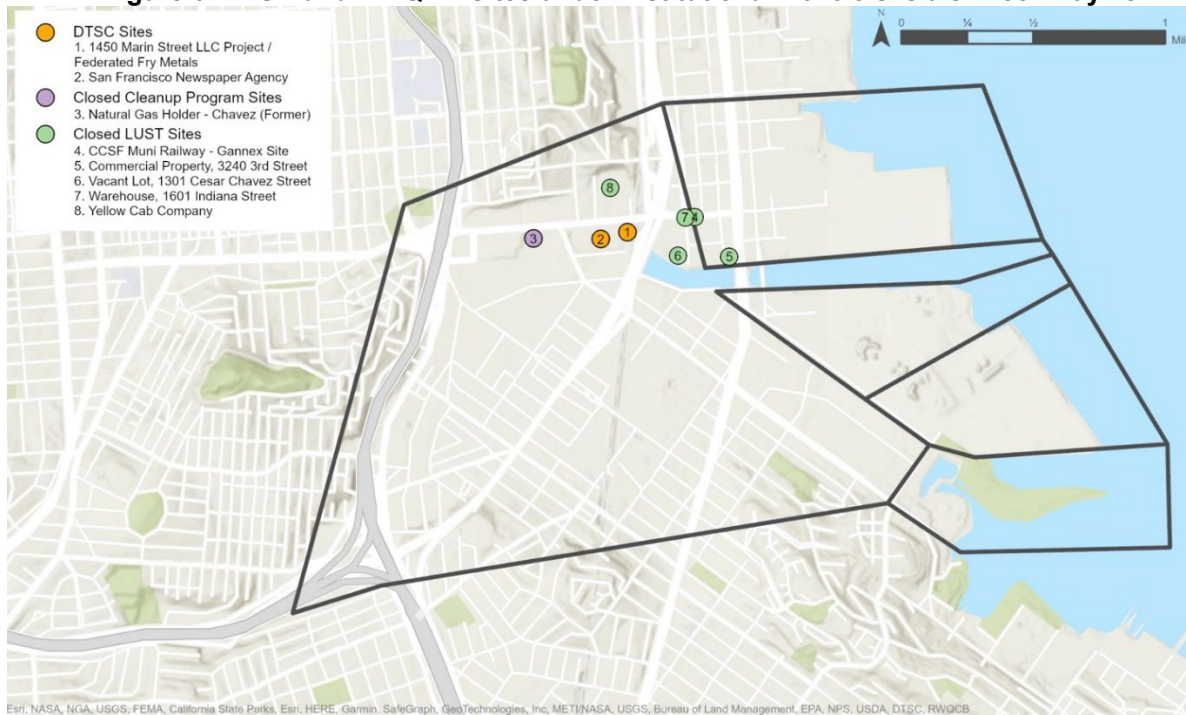 DTSC Sites
1. 1450 Marin Street LLC Project /
Federated Fry Metals
2. San Francisco Newspaper Agency
Closed Cleanup Program Sites
3. Natural Gas Holder - Chavez (Former)
Closed LUST Sites
4. CCSF Muni Railway - Gannex Site
5. Commercial Property, 3240 3rd Street
6. Vacant Lot, 1301 Cesar Chavez Street
7. Warehouse, 1601 Indiana Street
8. Yellow Cab Company
N
0 ¼ ½ 1
Mil
8
7 4
1
2
3
6
5
Esri, NASA, NGA, USGS, FEMA, California State Parks, Esri, HERE, Garmin, SafeGraph, GeoTechnologies, Inc, METI/NASA, USGS, Bureau of Land Management, EPA, NPS, USDA, DTSC, RWQCB